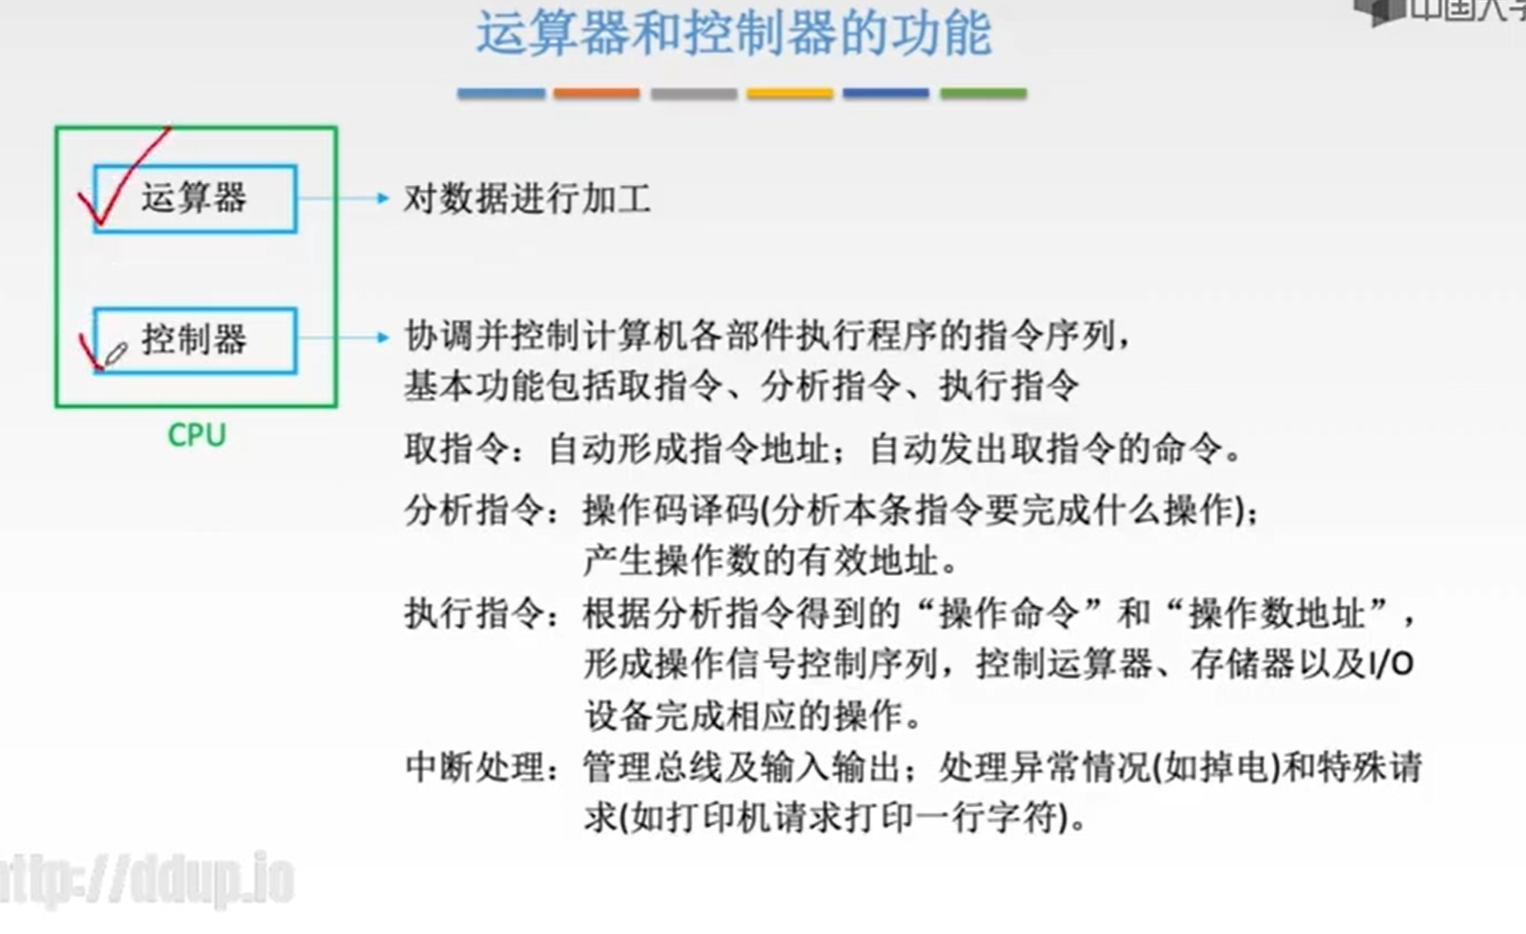 中国大学
运算器和控制器的功能
运算器
对数据进行加工
控制器
协调并控制计算机各部件执行程序的指令序列，
基本功能包括取指令、分析指令、执行指令
CPU
取指令：自动形成指令地址；自动发出取指令的命令。
分析指令：操作码译码(分析本条指令要完成什么操作)；
产生操作数的有效地址。
执行指令：根据分析指令得到的“操作命令”和“操作数地址”，
形成操作信号控制序列，控制运算器、存储器以及I/O
设备完成相应的操作。
中断处理：管理总线及输入输出；处理异常情况(如掉电)和特殊请
求(如打印机请求打印一行字符)。
http://ddup.io